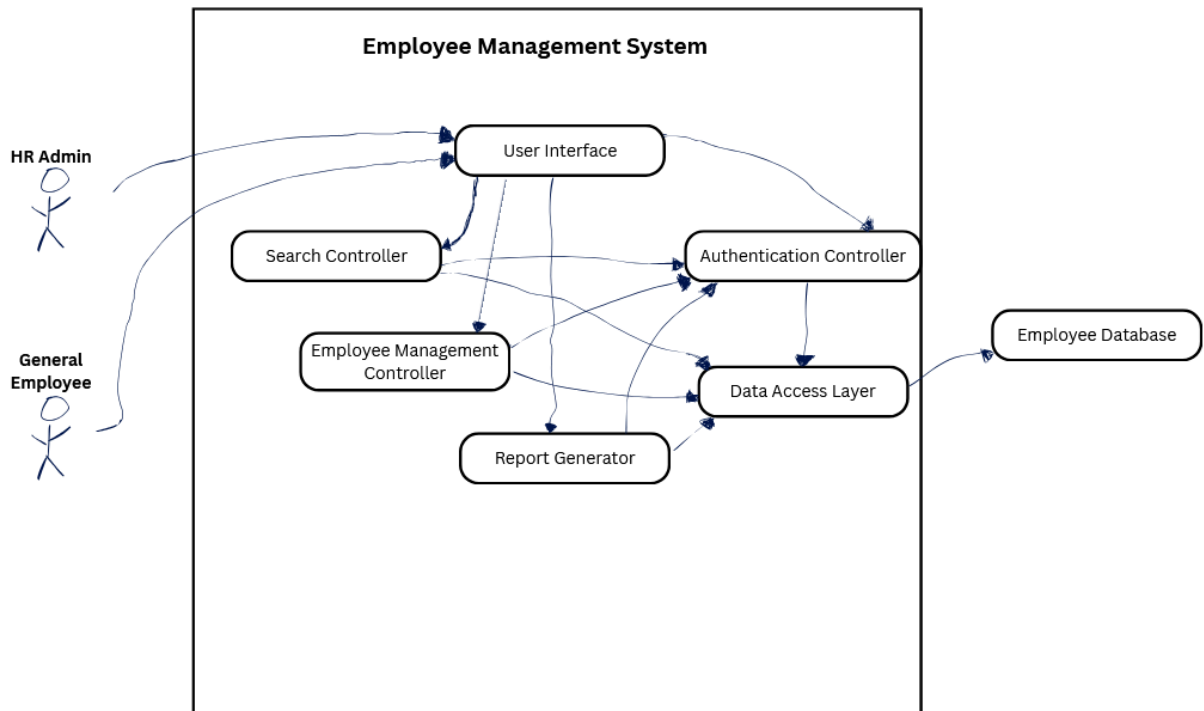 Employee Management System
HR Admin
User Interface
Search Controller
Authentication Controller
General
Employee
Employee Management
Controller
Employee Database
Data Access Layer
Report Generator